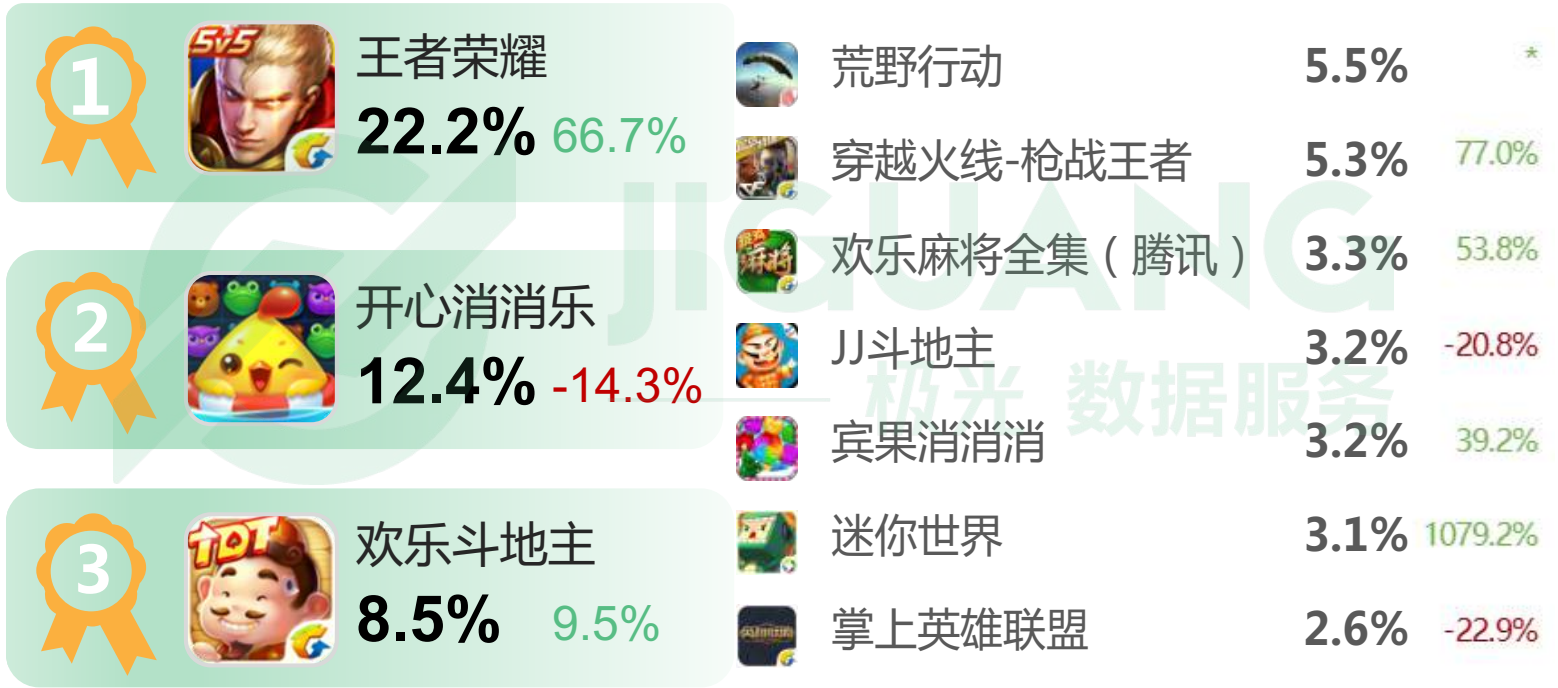 1
5v5
王者荣耀
22.2% 66.7%
2
开心消消乐
12.4% -14.3%
3
TDT
欢乐斗地主
8.5% 9.5%
荒野行动 5.5% *
穿越火线-枪战王者 5.3% 77.0%
欢乐麻将全集（腾讯） 3.3% 53.8%
JJ斗地主 3.2% -20.8%
宾果消消消 3.2% 39.2%
迷你世界 3.1% 1079.2%
掌上英雄联盟 2.6% -22.9%
JIGUANG
极光 数据服务